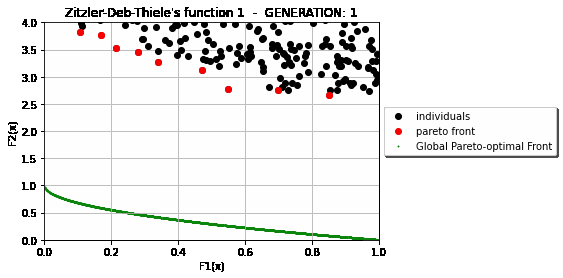 Zitzler-Deb-Thiele's function 1 - GENERATION: 1
4.0
3.5
3.0
2.5
2.0
1.5
1.0
0.5
0.0
F2(x)
0.0 0.2 0.4 0.6 0.8 1.0
F1(x)
individuals
pareto front
Global Pareto-optimal Front